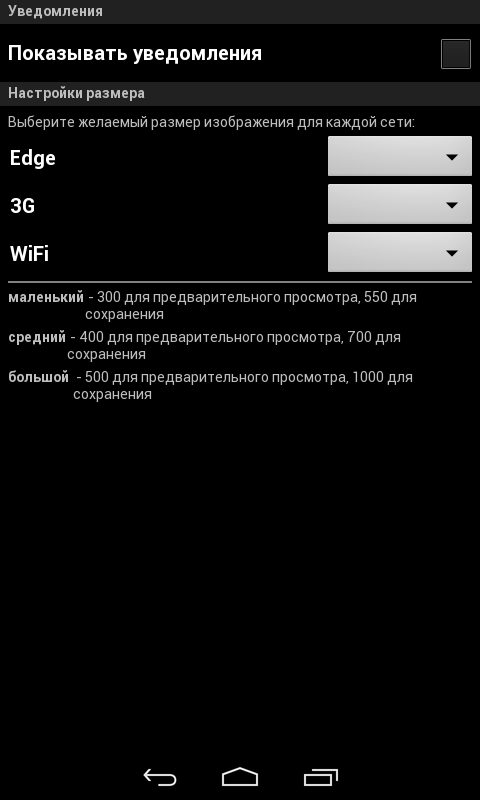 Уведомления
Показывать уведомления
Настройки размера
Выберите желаемый размер изображения для каждой сети:
Edge
3G
WiFi
маленький - 300 для предварительного просмотра, 550 для
сохранения
средний - 400 для предварительного просмотра, 700 для
сохранения
большой - 500 для предварительного просмотра, 1000 для
сохранения